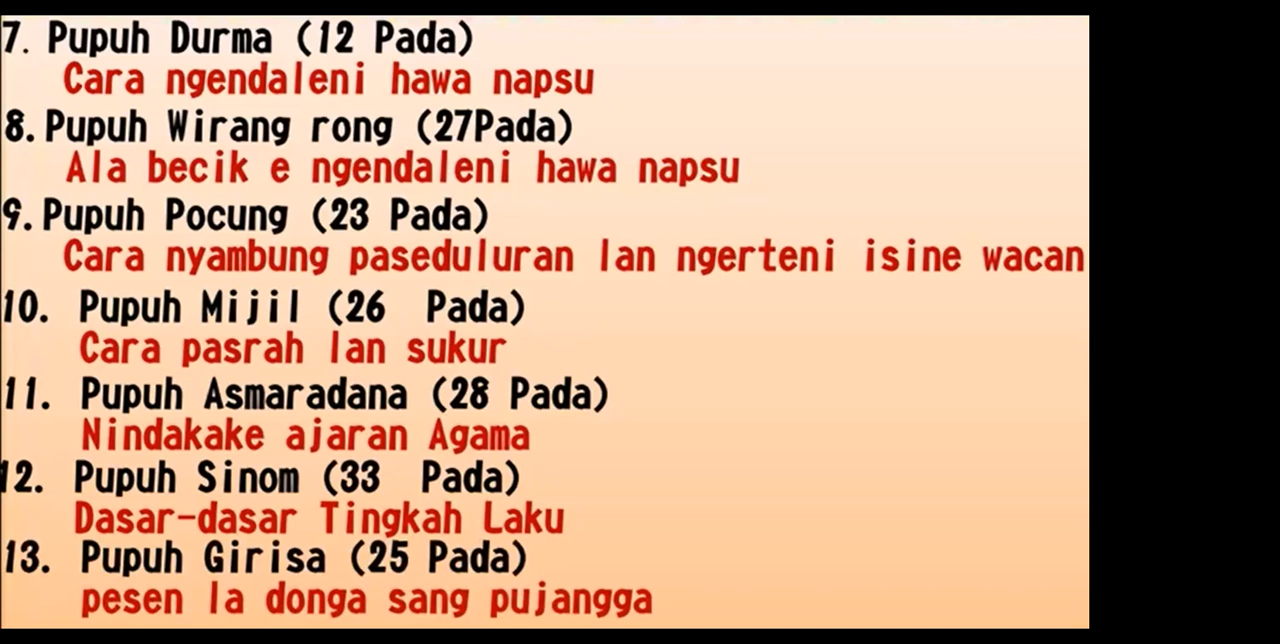 7. Pupuh Durma (12 Pada)
Cara ngendaleni hawa napsu
8. Pupuh Wirang rong (27Pada)
Ala becik e ngendaleni hawa napsu
9. Pupuh Pocung (23 Pada)
Cara nyambung paseduluran lan ngerteni isine wacan
10. Pupuh Mijil (26 Pada)
Cara pasrah lan sukur
11. Pupuh Asmaradana (28 Pada)
Nindakake ajaran Agama
12. Pupuh Sinom (33 Pada)
Dasar-dasar Tingkah Laku
13. Pupuh Girisa (25 Pada)
pesen la donga sang pujangga